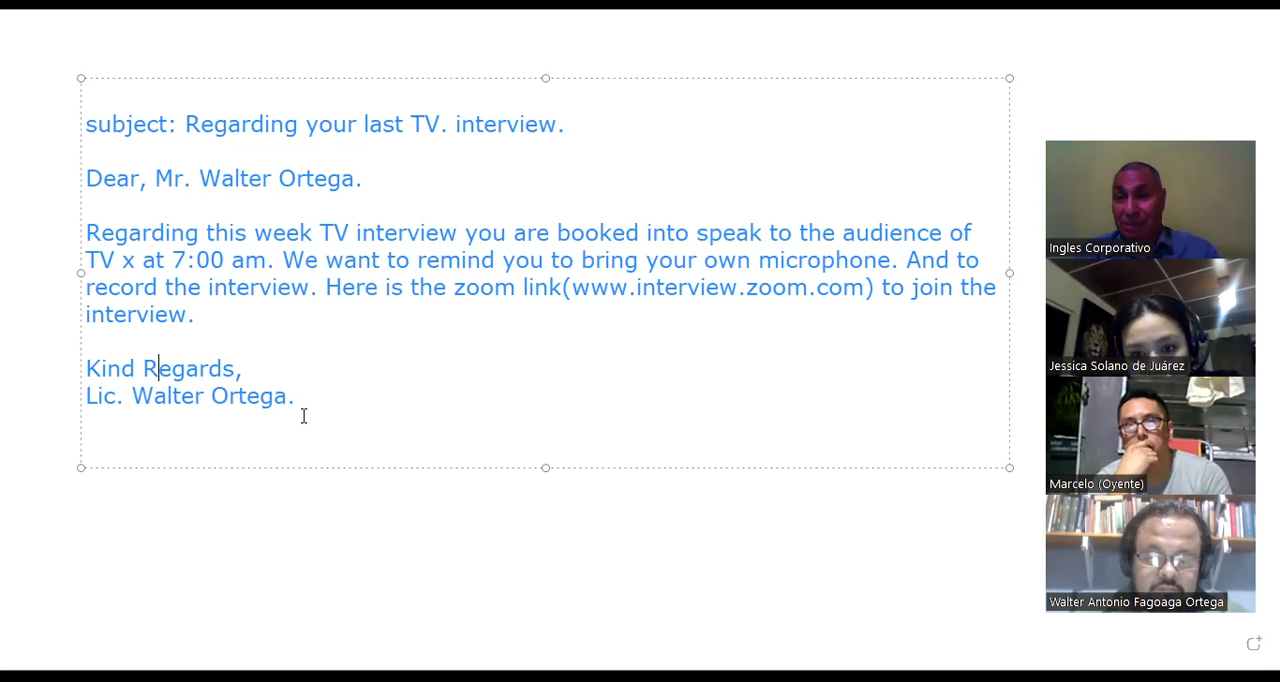 subject: Regarding your last TV. interview.
Dear, Mr. Walter Ortega.
Regarding this week TV interview you are booked into speak to the audience of
TV x at 7:00 am. We want to remind you to bring your own microphone. And to
record the interview. Here is the zoom link(www.interview.zoom.com) to join the
interview.
Kind Regards,
Lic. Walter Ortega.
Ingles Corporativo
Jessica Solano de Juárez
Marcelo (Oyente)
Walter Antonio Fagoaga Ortega